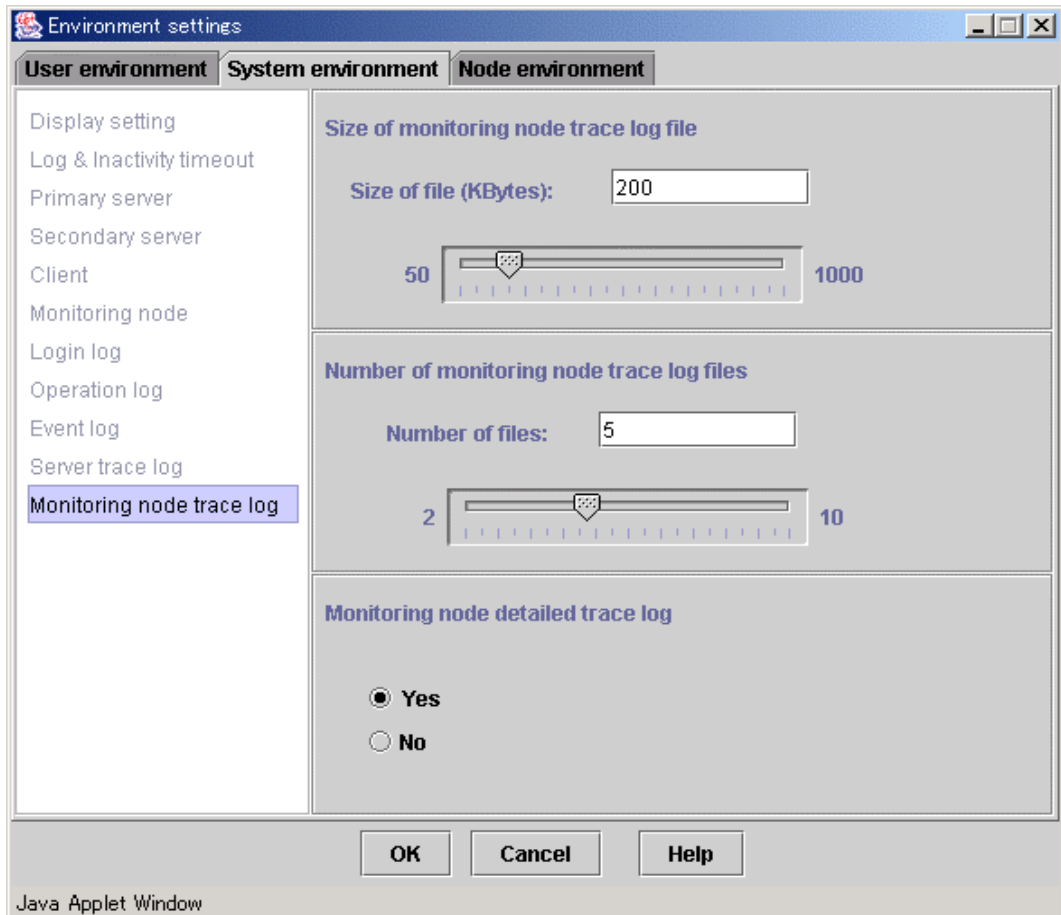 Environment settings
User environment System environment Node environment
Display setting
Log & Inactivity timeout
Primary server
Secondary server
Client
Monitoring node
Login log
Operation log
Event log
Server trace log
Monitoring node trace log
Size of monitoring node trace log file
Size of file (KBytes): 200
50 1000
Number of monitoring node trace log files
Number of files: 5
2 10
Monitoring node detailed trace log
Yes
No
OK Cancel Help
Java Applet Window